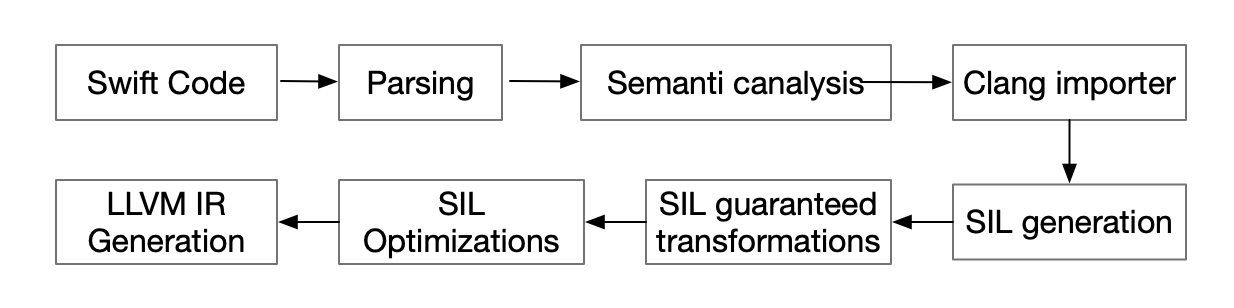 Swift Code
Parsing
Semanti canalysis
Clang importer
LLVM IR
Generation
SIL
Optimizations
SIL guaranteed
transformations
SIL generation